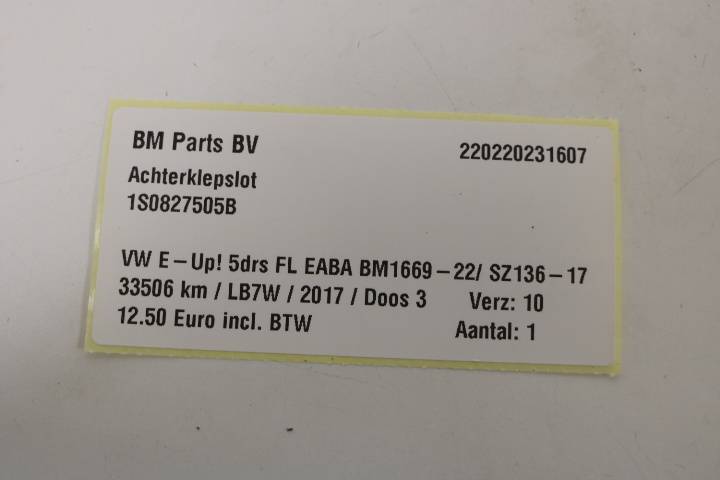 BM Parts BV 220220231607
Achterklepslot
1S0827505B
VW E-Up! 5drs FL EABA BM1669-22/ SZ136-17
33506 km / LB7W / 2017 / Doos 3 Verz: 10
12.50 Euro incl. BTW Aantal: 1